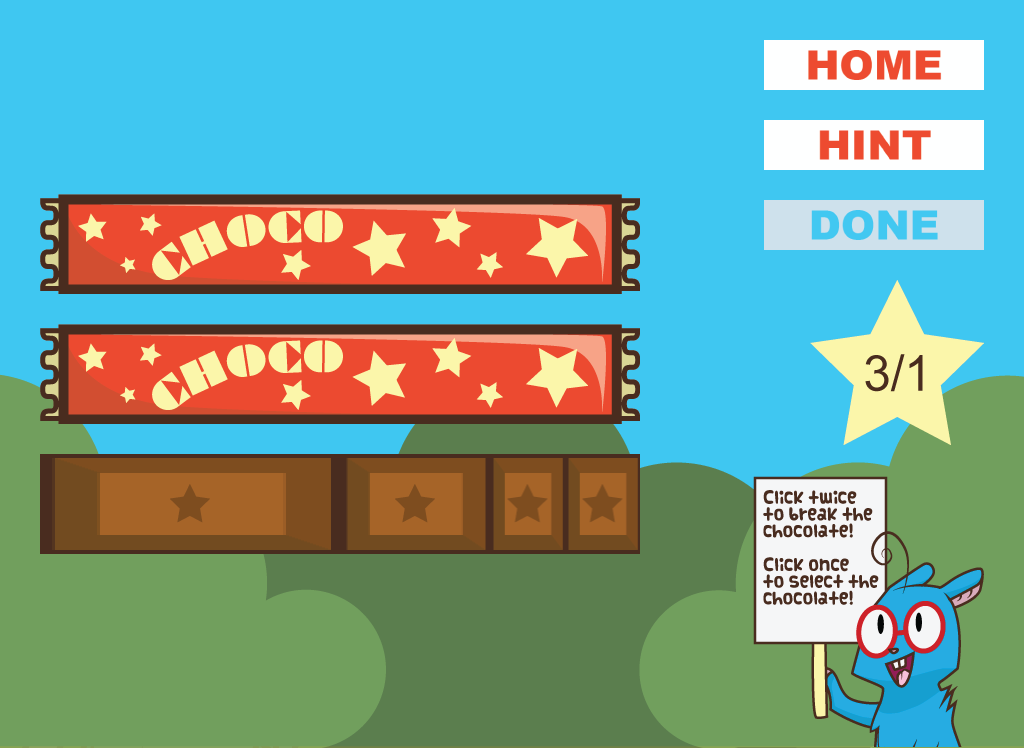 HOME
HINT
DONE
CHOCO
CHOCO
3/1
Click twice
to break the
chocolate!
Click once
to select the
chocolate!